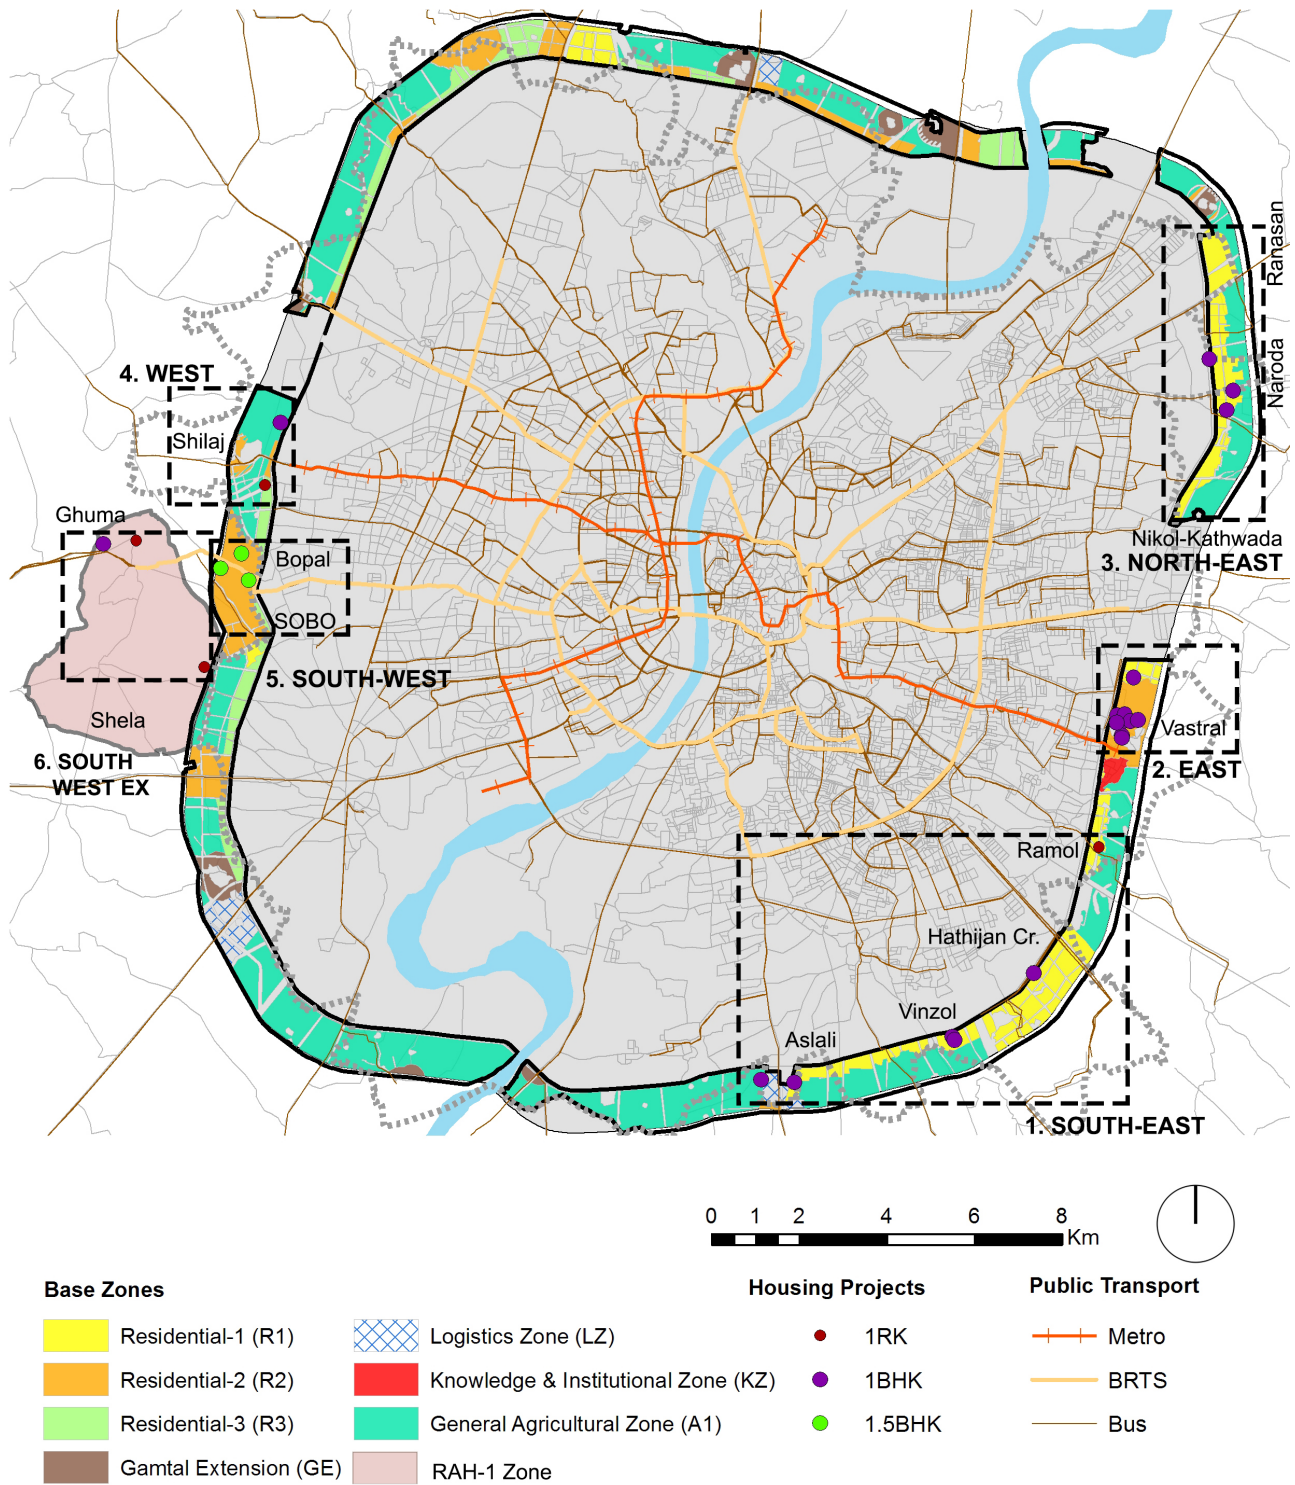 Ranasan
Naroda
4. WEST
Shilaj
Ghuma
Nikol-Kathwada
3. NORTH-EAST
Bopal
SOBO
5. SOUTH-WEST
Shela
Vastral
6. SOUTH
WEST EX
2. EAST
Ramol
Hathijan Cr.
Vinzol
Aslali
1. SOUTH-EAST
0 1 2 4 6 8
Km
Base Zones
Housing Projects
Public Transport
Residential-1 (R1)
Logistics Zone (LZ)
1RK
Metro
Residential-2 (R2)
Knowledge & Institutional Zone (KZ)
1BHK
BRTS
Residential-3 (R3)
General Agricultural Zone (A1)
1.5BHK
Bus
Gamtal Extension (GE)
RAH-1 Zone